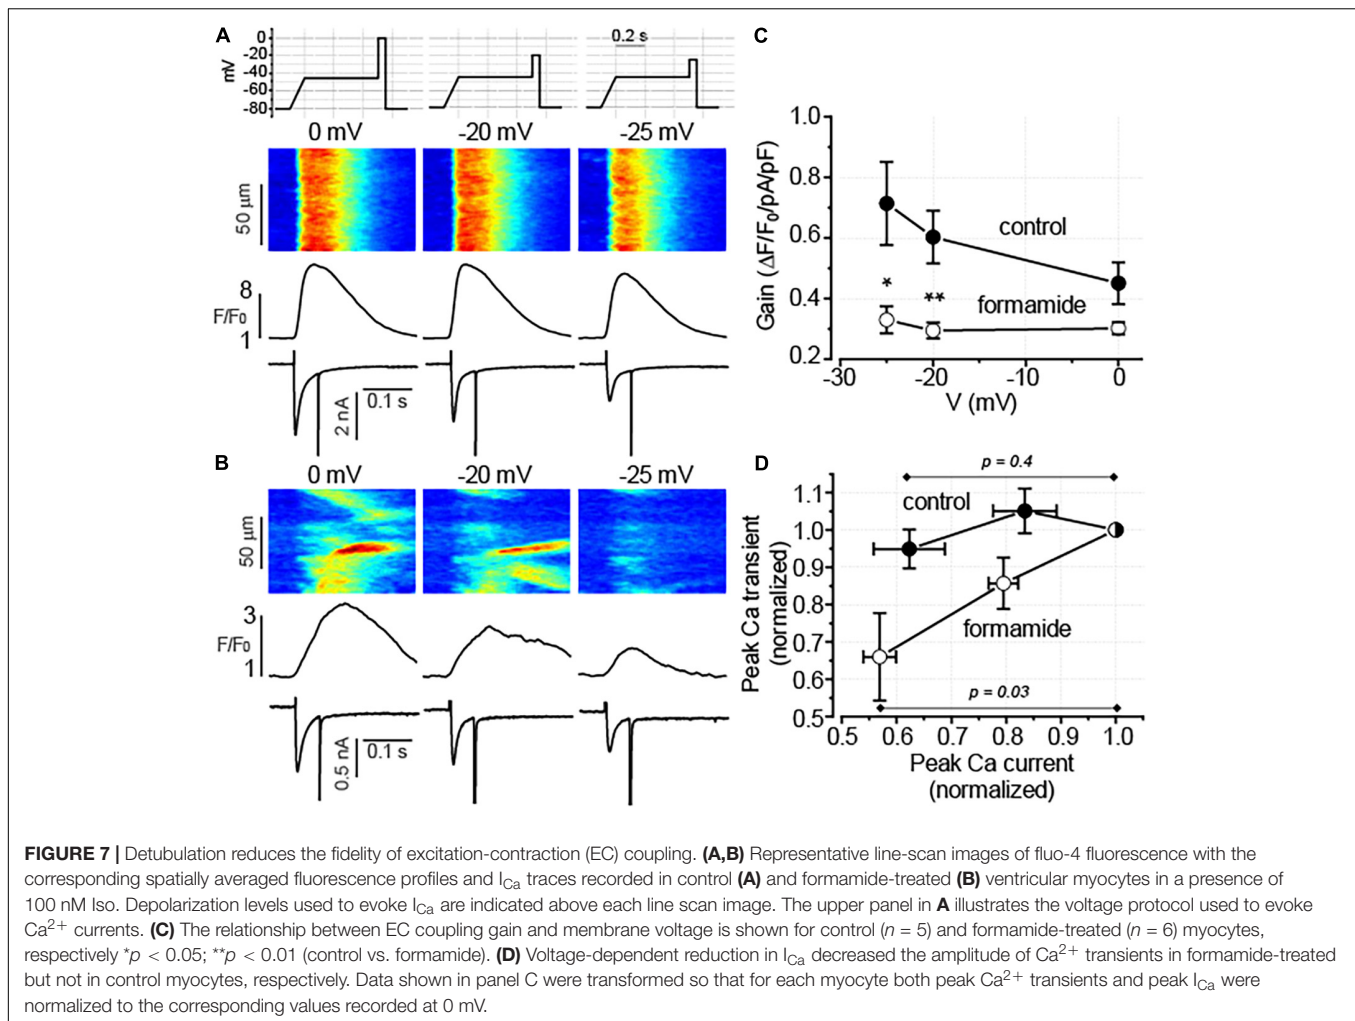 A
0
-20
-40
-60
-80
mV
0.2 s
0 mV
-20 mV
-25 mV
50 µm
8
F/F0
1
2 nA
0.1 s
B
0 mV
-20 mV
-25 mV
50 µm
3
F/F0
1
0.5 nA
0.1 s
C
1.0
0.8
0.6
0.4
0.2
Gain (ΔF/F0/pA/pF)
control
*
**
formamide
-30
-20
-10
0
V (mV)
D
p = 0.4
1.1
1.0
0.9
0.8
0.7
0.6
0.5
Peak Ca transient
(normalized)
control
formamide
p = 0.03
0.5
0.6
0.7
0.8
0.9
1.0
Peak Ca current
(normalized)
FIGURE 7 | Detubulation reduces the fidelity of excitation-contraction (EC) coupling. (A,B) Representative line-scan images of fluo-4 fluorescence with the
corresponding spatially averaged fluorescence profiles and ICa traces recorded in control (A) and formamide-treated (B) ventricular myocytes in a presence of
100 nM Iso. Depolarization levels used to evoke ICa are indicated above each line scan image. The upper panel in A illustrates the voltage protocol used to evoke
Ca2+ currents. (C) The relationship between EC coupling gain and membrane voltage is shown for control (n = 5) and formamide-treated (n = 6) myocytes,
respectively *p < 0.05; **p < 0.01 (control vs. formamide). (D) Voltage-dependent reduction in ICa decreased the amplitude of Ca2+ transients in formamide-treated
but not in control myocytes, respectively. Data shown in panel C were transformed so that for each myocyte both peak Ca2+ transients and peak ICa were
normalized to the corresponding values recorded at 0 mV.